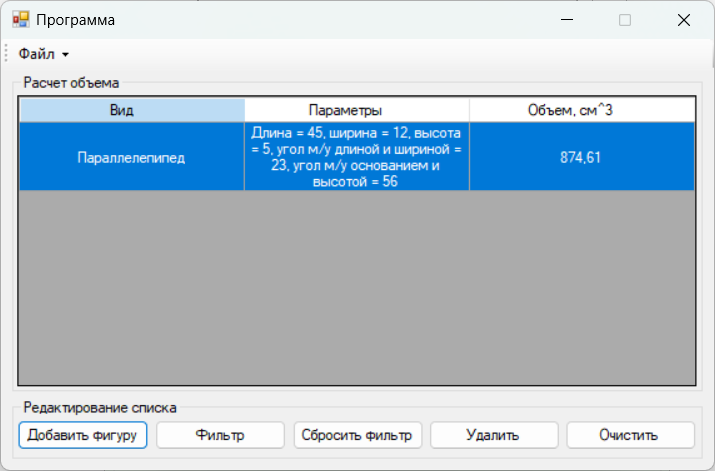 Программа
Файл
Расчет объема
Вид Параметры Объем, см^3
Параллелепипед
Длина = 45, ширина = 12, высота
= 5, угол м/у длиной и шириной =
23, угол м/у основанием и
высотой = 56
874,61
Редактирование списка
Добавить фигуру Фильтр Сбросить фильтр Удалить Очистить